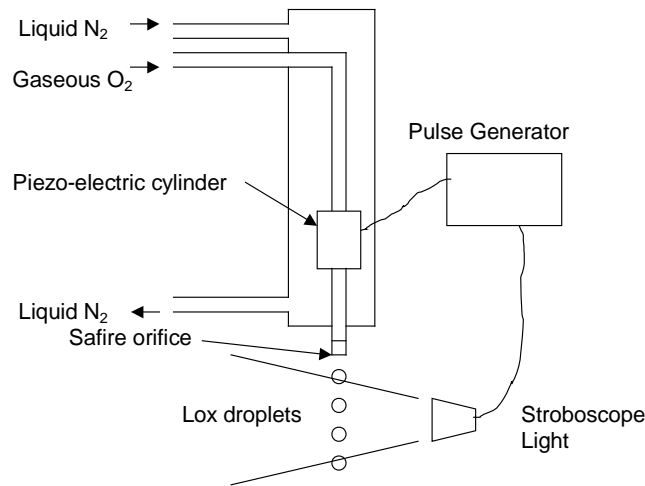 Liquid N₂
Gaseous O₂
Pulse Generator
Piezo-electric cylinder
Liquid N₂
Safire orifice
Lox droplets
Stroboscope
Light